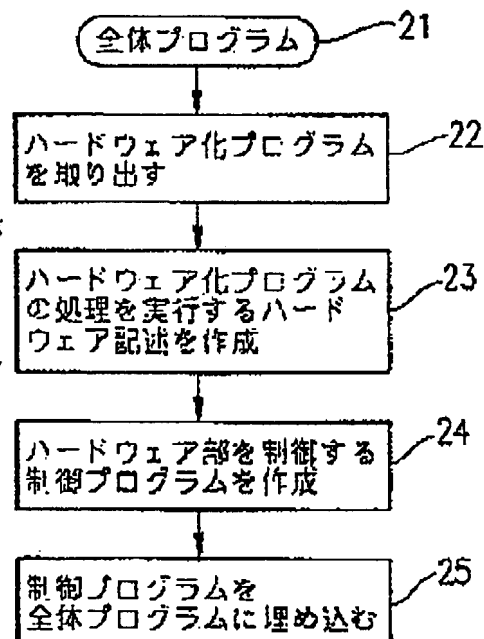 全体プログラム
21
ハードウェア化プログラム
を取り出す
22
ハードウェア化プログラム
の処理を実行するハード
ウェア記述を作成
23
ハードウェア部を制御する
制御プログラムを作成
24
制御プログラムを
全体プログラムに埋め込む
25